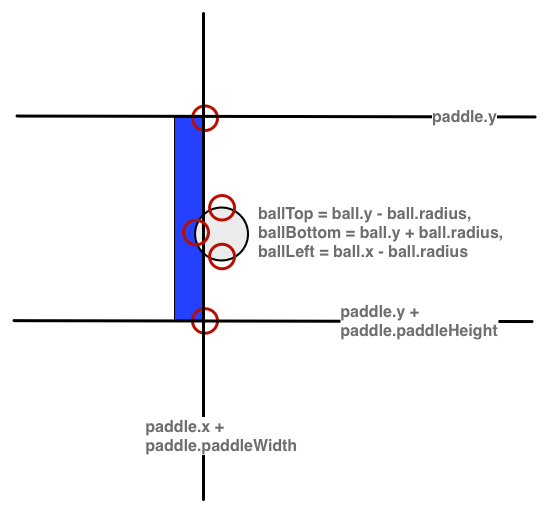 paddle.y
ballTop = ball.y - ball.radius,
ballBottom = ball.y + ball.radius,
ballLeft = ball.x - ball.radius
paddle.y +
paddle.paddleHeight
paddle.x +
paddle.paddleWidth